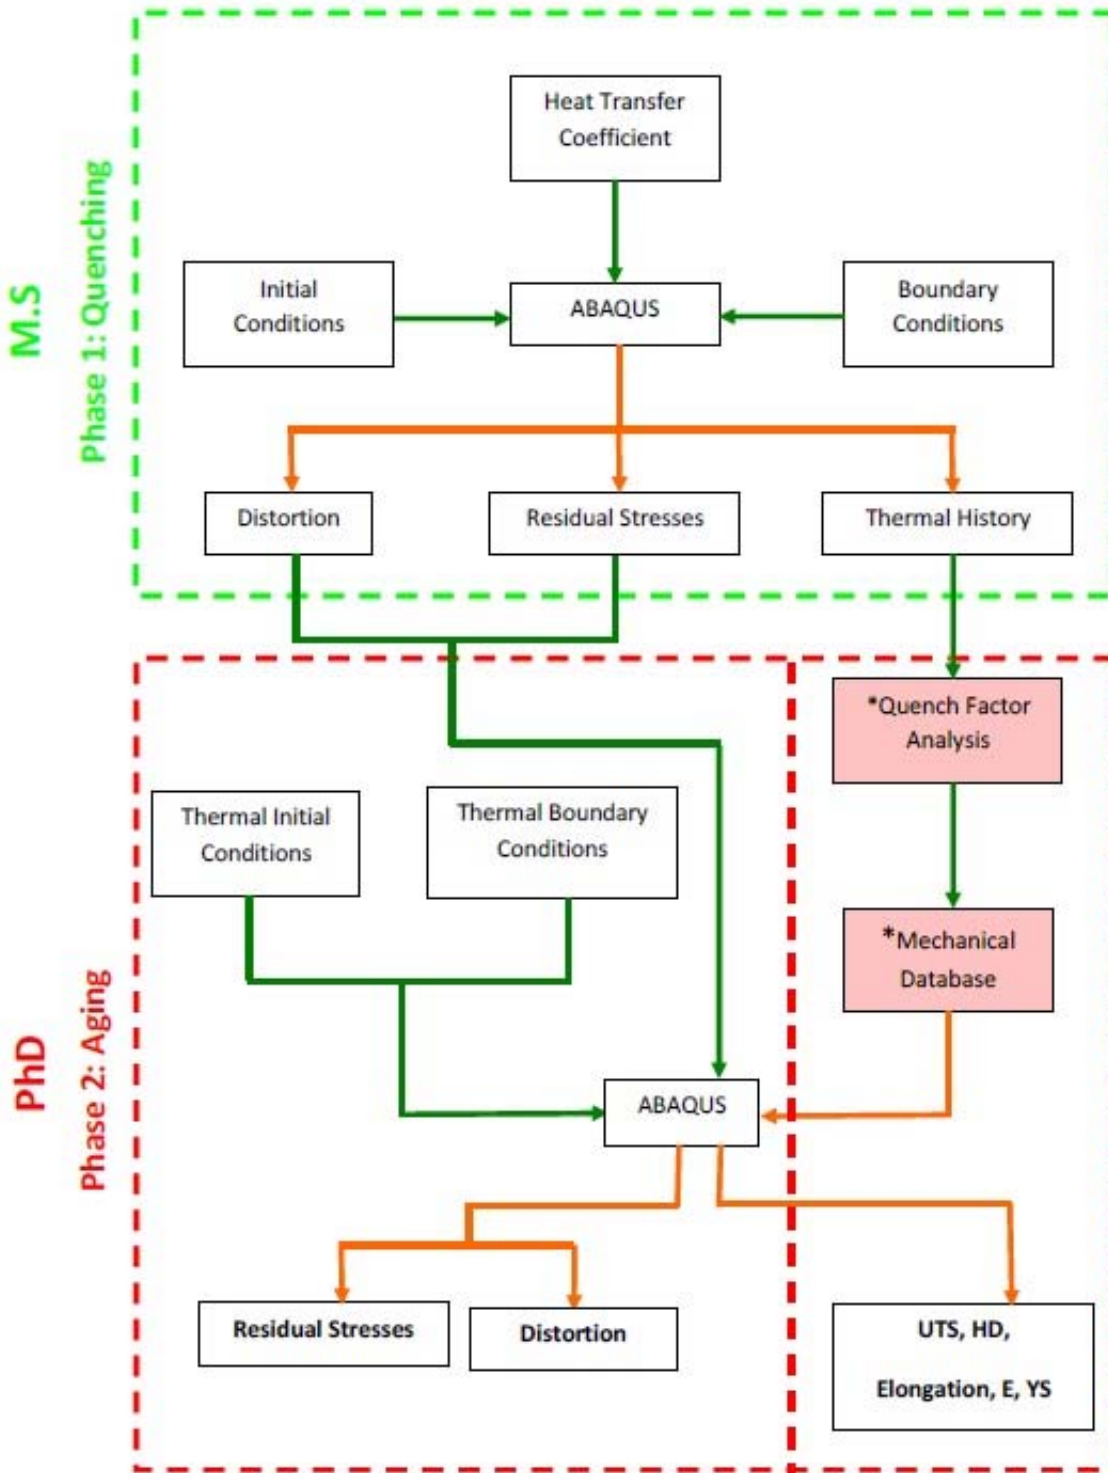 M.S
Phase 1: Quenching
Heat Transfer
Coefficient
Initial
Conditions
ABAQUS
Boundary
Conditions
Distortion
Residual Stresses
Thermal History
PhD
Phase 2: Aging
*Quench Factor
Analysis
Thermal Initial
Conditions
Thermal Boundary
Conditions
*Mechanical
Database
ABAQUS
Residual Stresses
Distortion
UTS, HD,
Elongation, E, YS